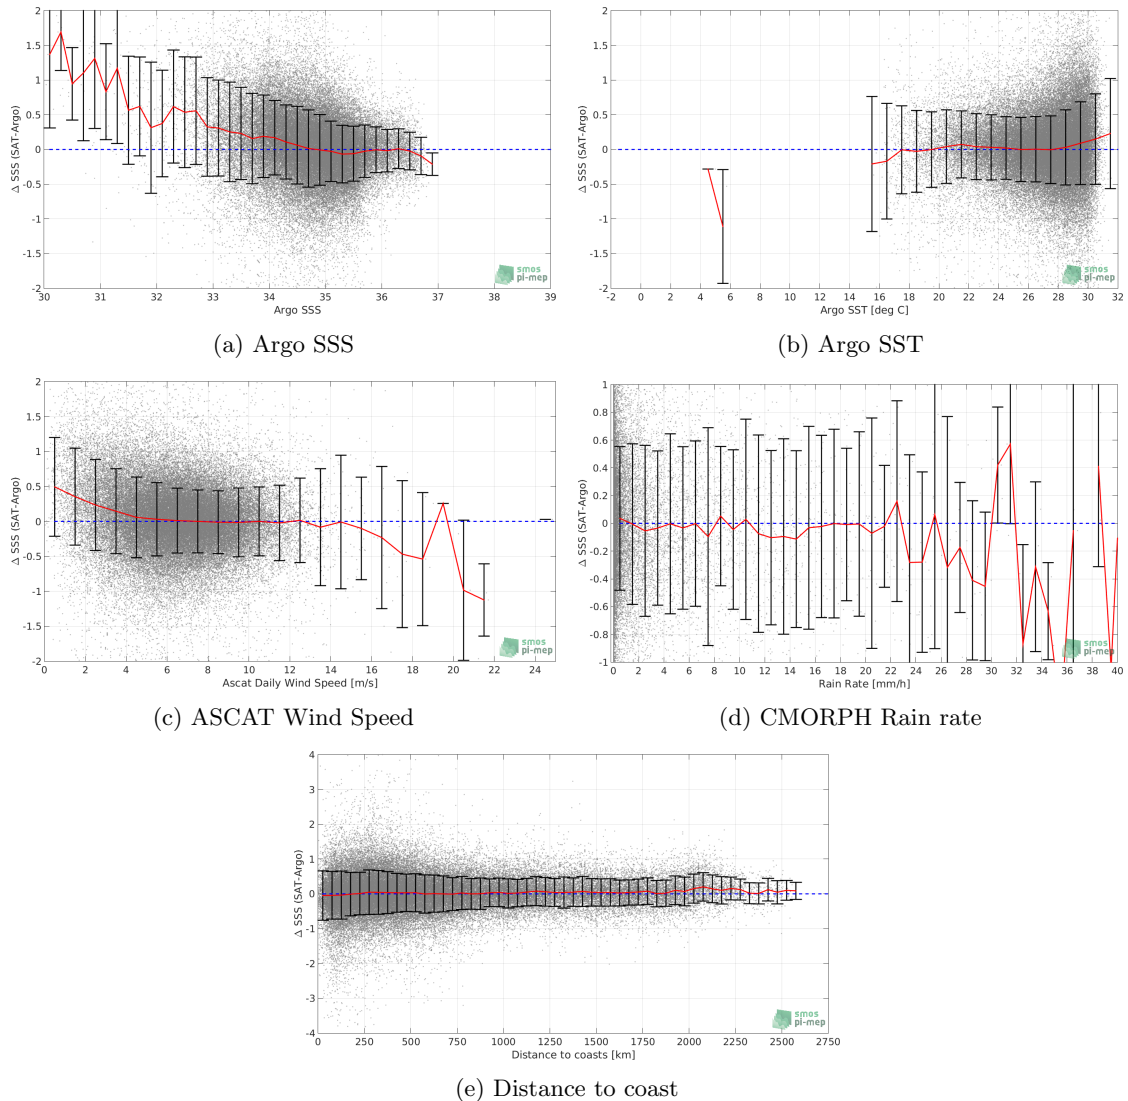 2
1.5
1
0.5
0
-0.5
-1
-1.5
-2
Δ SSS (SAT-Argo)
30 31 32 33 34 35 36 37 38 39
Argo SSS
smos
pi-mep
(a) Argo SSS
2
1.5
1
0.5
0
-0.5
-1
-1.5
-2
Δ SSS (SAT-Argo)
-2 0 2 4 6 8 10 12 14 16 18 20 22 24 26 28 30 32
Argo SST [deg C]
smos
pi-mep
(b) Argo SST
2
1.5
1
0.5
0
-0.5
-1
-1.5
-2
Δ SSS (SAT-Argo)
0 2 4 6 8 10 12 14 16 18 20 22 24
Ascat Daily Wind Speed [m/s]
smos
pi-mep
(c) ASCAT Wind Speed
1
0.8
0.6
0.4
0.2
0
-0.2
-0.4
-0.6
-0.8
-1
Δ SSS (SAT-Argo)
0 2 4 6 8 10 12 14 16 18 20 22 24 26 28 30 32 34 36 38 40
Rain Rate [mm/h]
smos
pi-mep
(d) CMORPH Rain rate
4
3
2
1
0
-1
-2
-3
-4
Δ SSS (SAT-Argo)
0 250 500 750 1000 1250 1500 1750 2000 2250 2500 2750
Distance to coasts [km]
smos
pi-mep
(e) Distance to coast